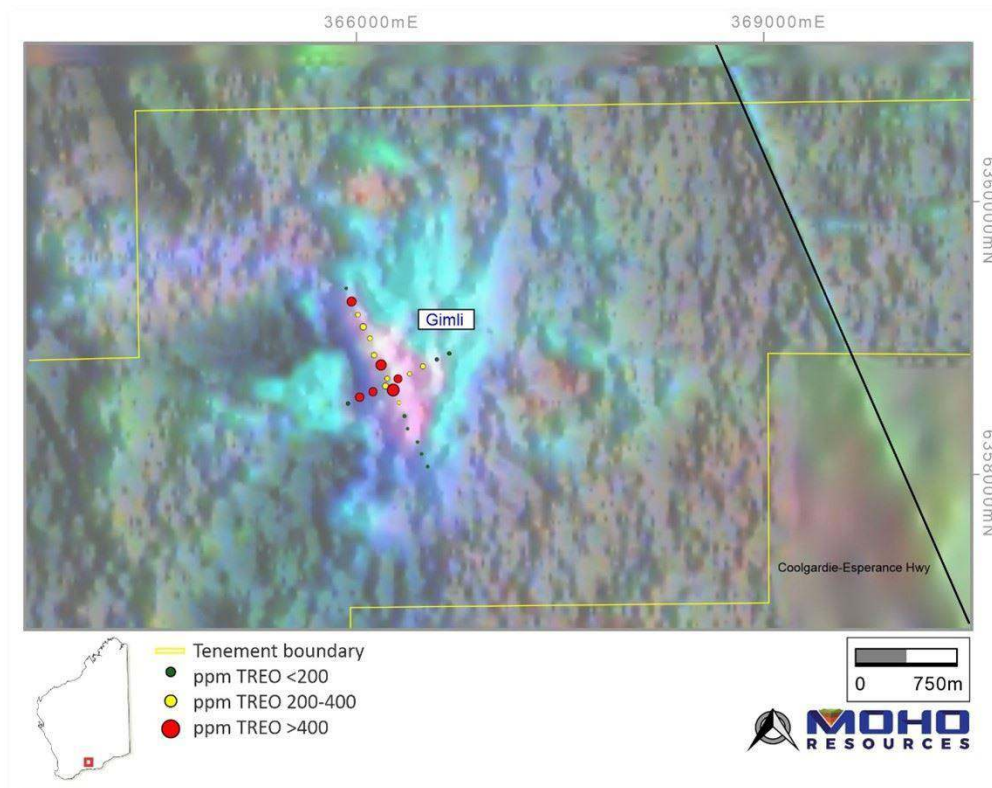 366000mE
369000mE
6360000mN
Gimli
6358000mN
Coolgardie-Esperance Hwy
Tenement boundary
ppm TREO <200
ppm TREO 200-400
ppm TREO >400
0 750m
MOHO
RESOURCES